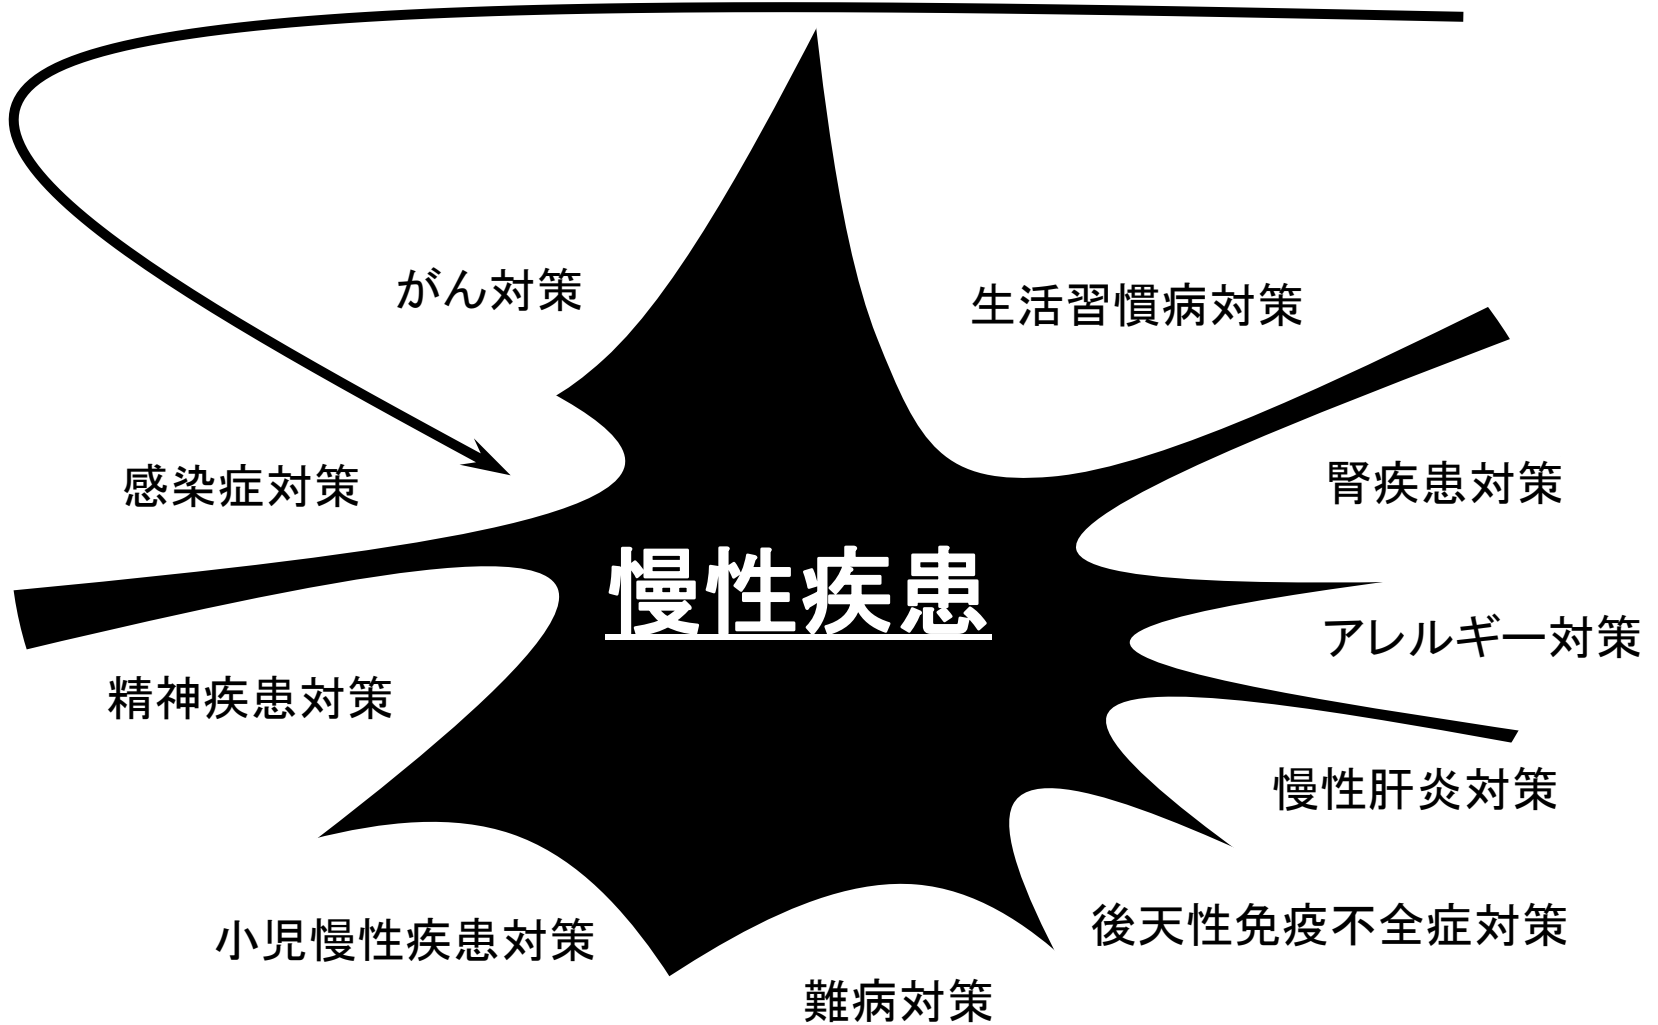 がん対策
生活習慣病対策
感染症対策
腎疾患対策
慢性疾患
アレルギー対策
精神疾患対策
慢性肝炎対策
後天性免疫不全症対策
小児慢性疾患対策
難病対策